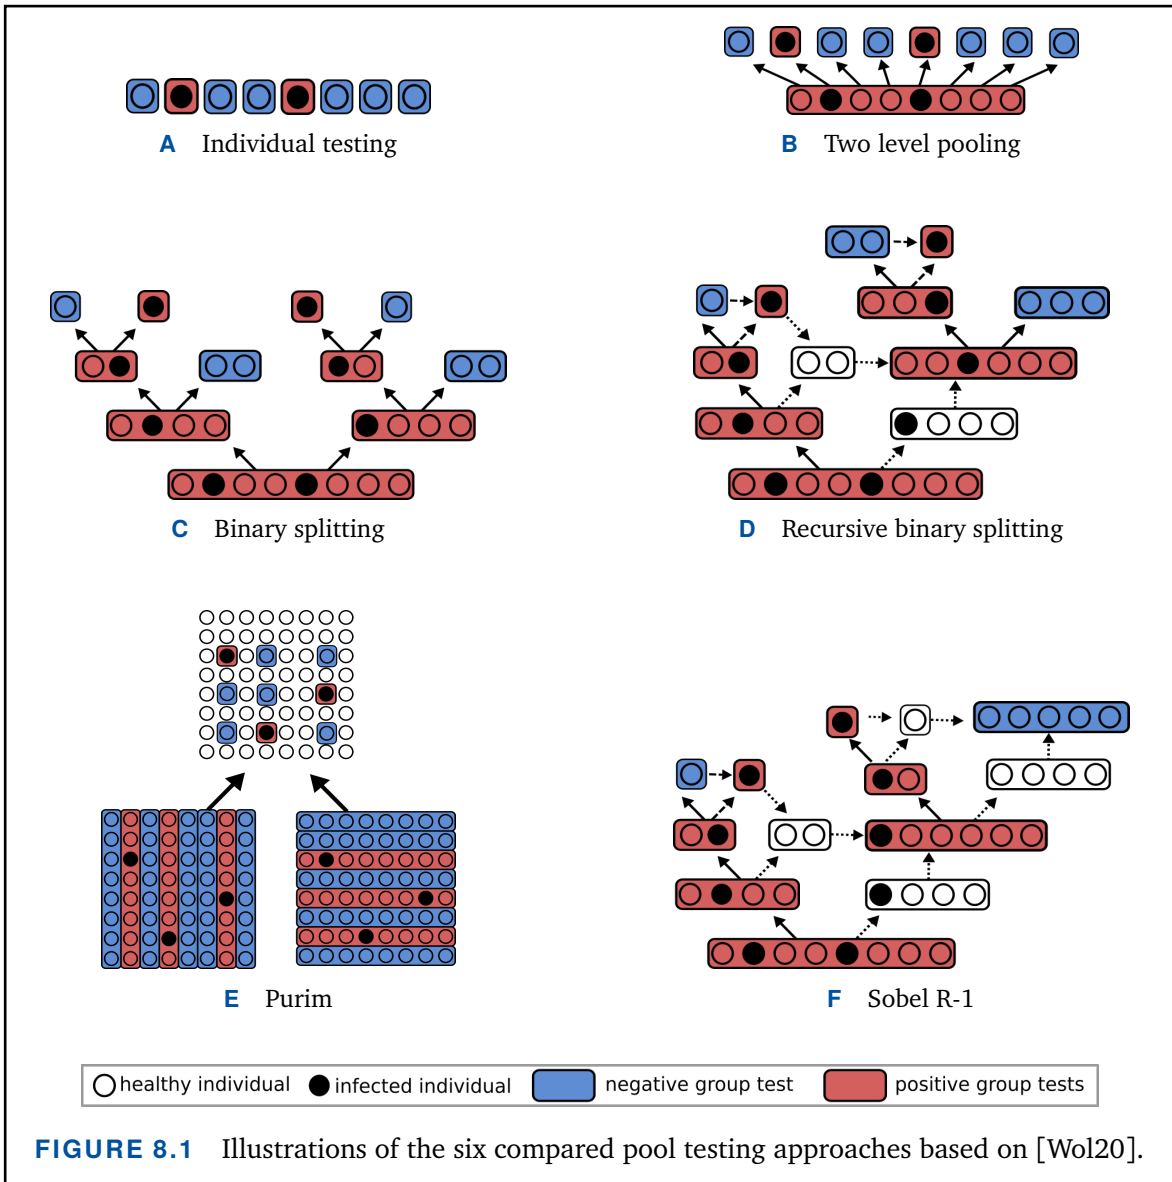 A Individual testing
B Two level pooling
C Binary splitting
D Recursive binary splitting
E Purim
F Sobel R-1
healthy individual infected individual negative group test positive group tests
FIGURE 8.1 Illustrations of the six compared pool testing approaches based on [Wol20].